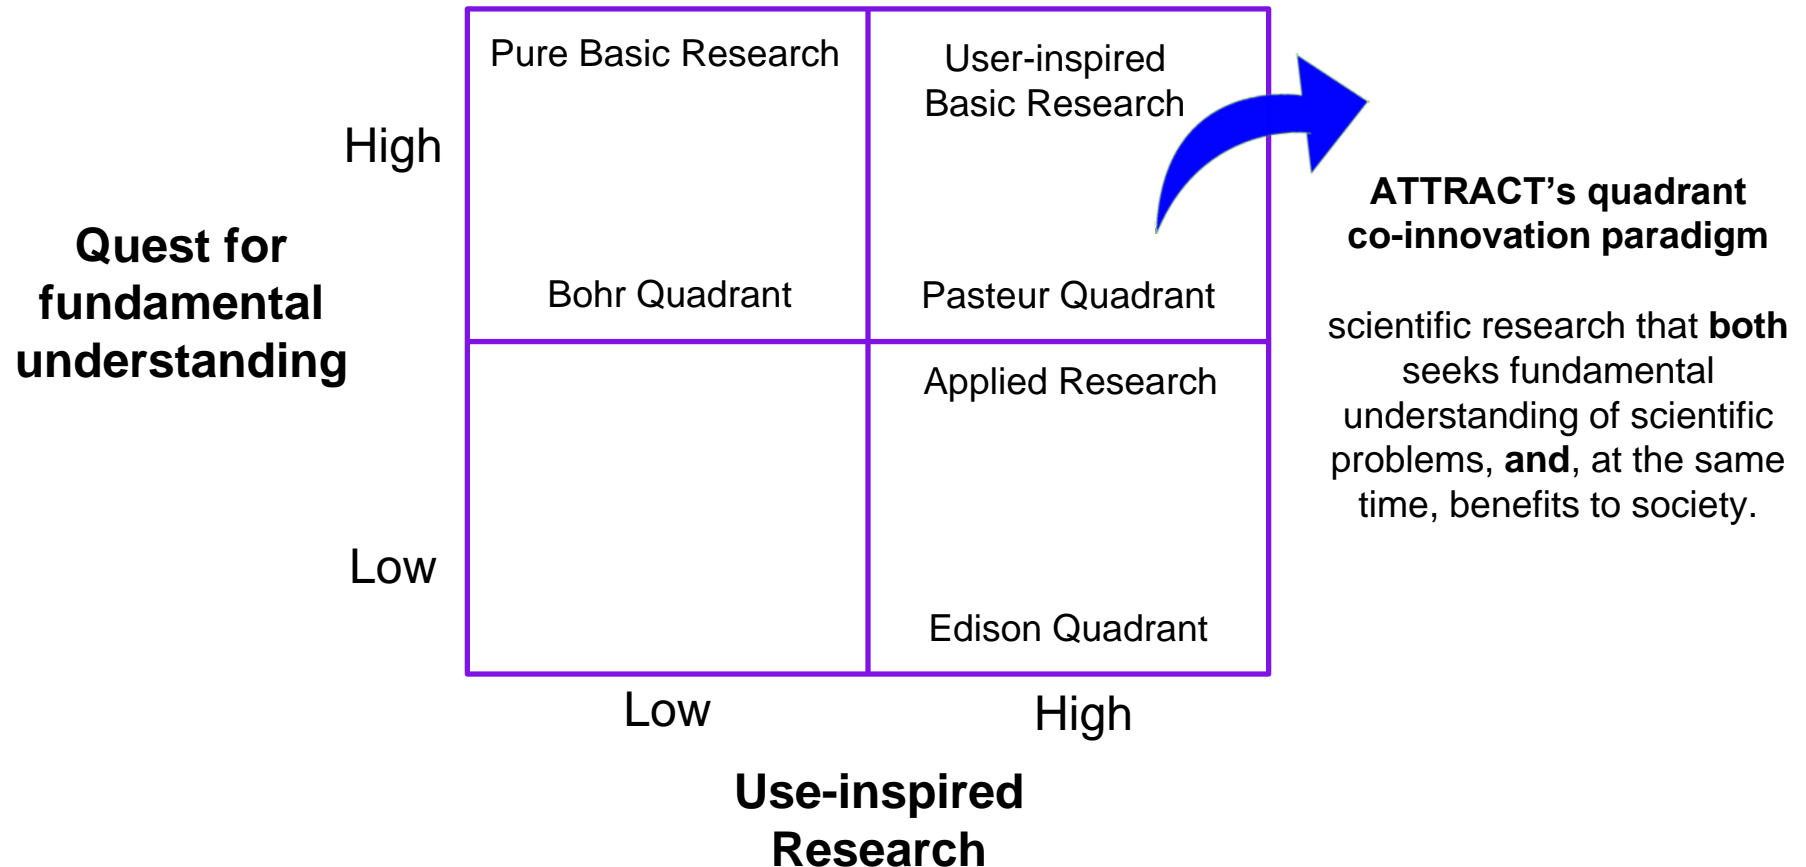 Pure Basic Research
User-inspired
Basic Research
High
Quest for
fundamental
understanding
Bohr Quadrant
Pasteur Quadrant
ATTRACT’s quadrant
co-innovation paradigm
scientific research that both
seeks fundamental
understanding of scientific
problems, and, at the same
time, benefits to society.
Applied Research
Low
Edison Quadrant
Low
High
Use-inspired
Research